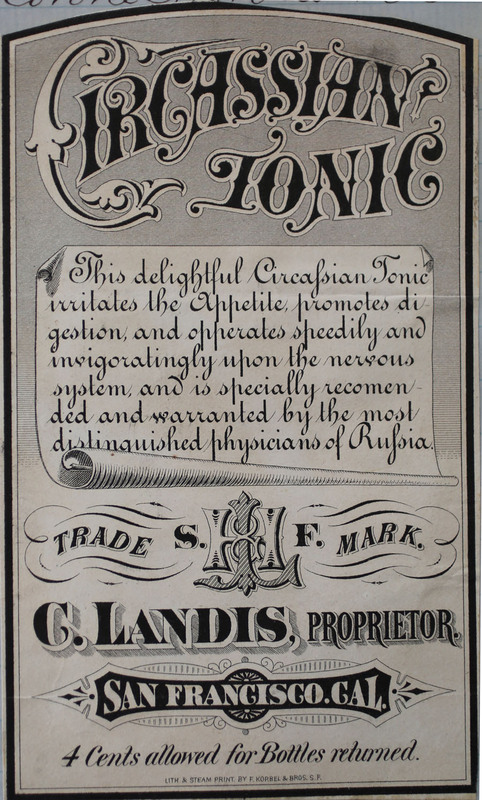 CIRCASSIAN
TONIC
This delightful Circaſsian Tonic
irritates the Appetite, promotes di
gestion, and opperates speedily and
invigoratingly upon the nervous
system, and is specially recomen-
ded and warranted by the most
distinguished physicians of Ruſsia.
TRADE S. HL F. MARK.
C. LANDIS, PROPRIETOR.
SAN FRANCISCO. CAL.
4 Cents allowed for Bottles returned.
LITH. & STEAM PRINT. BY F. KORBEL & BROS. S.F.